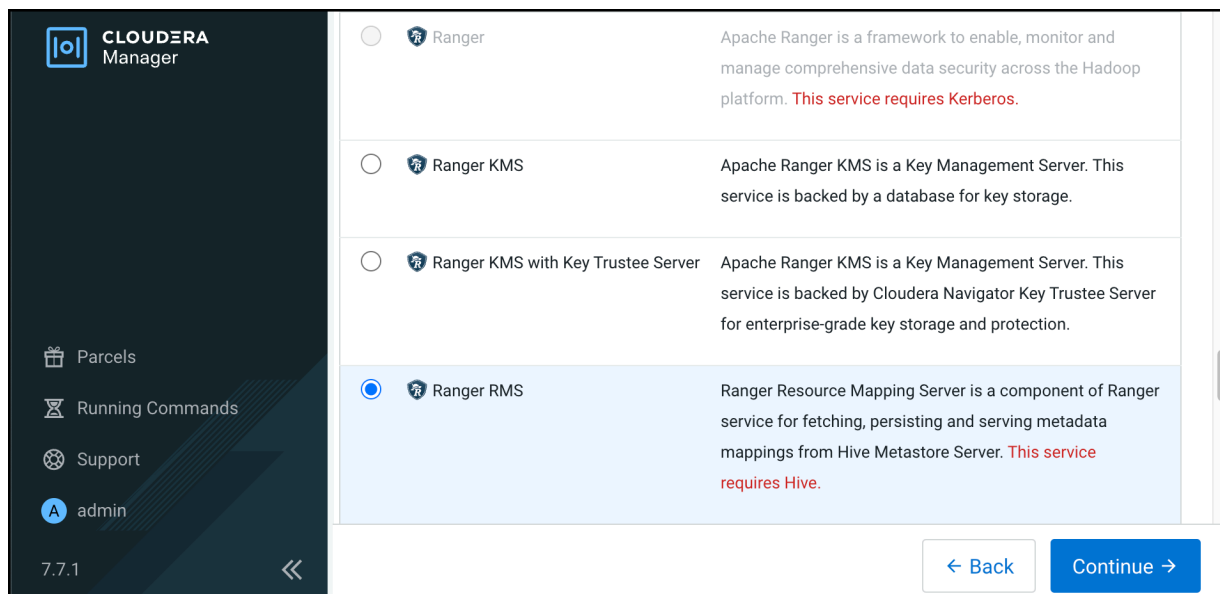 CLOUDERA
Manager
Parcels
Running Commands
Support
A admin
7.7.1
Ranger
Apache Ranger is a framework to enable, monitor and
manage comprehensive data security across the Hadoop
platform. This service requires Kerberos.
Ranger KMS
Apache Ranger KMS is a Key Management Server. This
service is backed by a database for key storage.
Ranger KMS with Key Trustee Server
Apache Ranger KMS is a Key Management Server. This
service is backed by Cloudera Navigator Key Trustee Server
for enterprise-grade key storage and protection.
Ranger RMS
Ranger Resource Mapping Server is a component of Ranger
service for fetching, persisting and serving metadata
mappings from Hive Metastore Server. This service
requires Hive.
← Back
Continue →